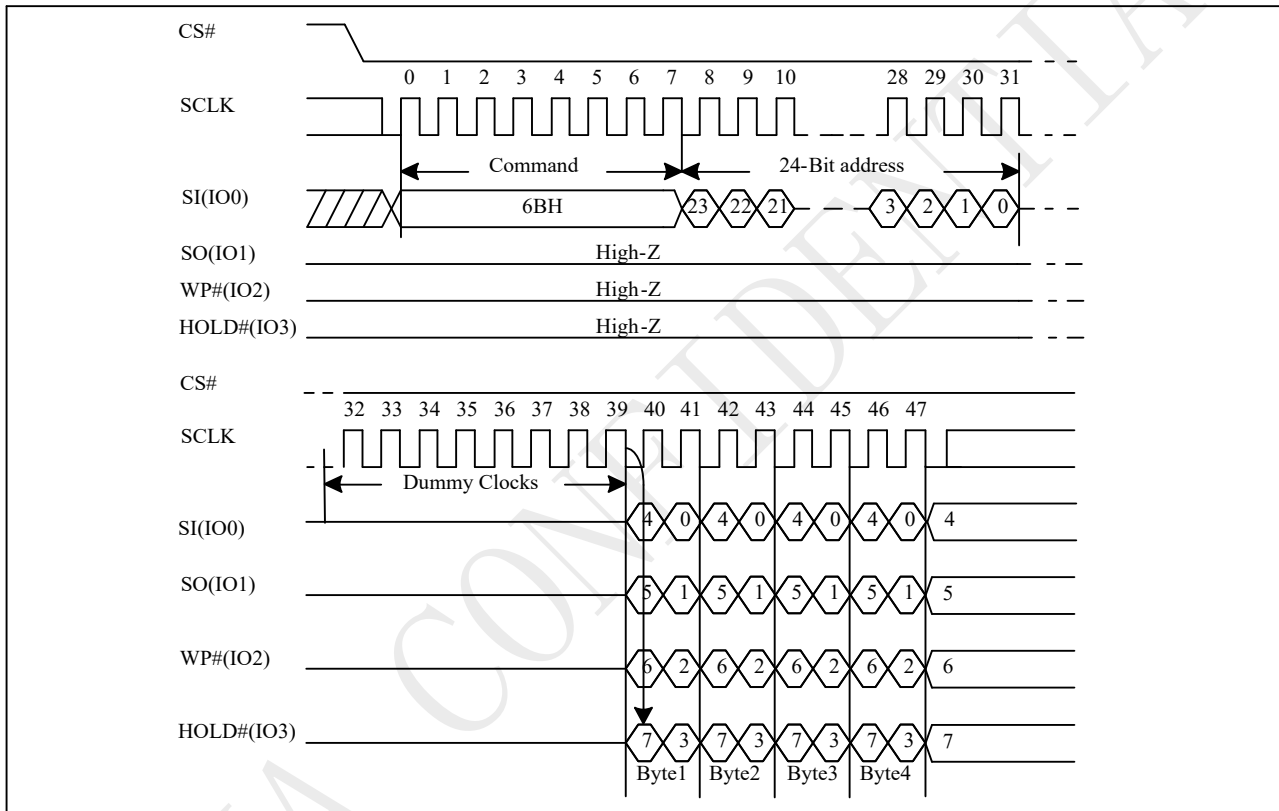 CS#
0 1 2 3 4 5 6 7 8 9 10 28 29 30 31
SCLK
Command 24-Bit address
SI(IO0) 6BH 23 22 21 3 2 1 0
SO(IO1) High-Z
WP#(IO2) High-Z
HOLD#(IO3) High-Z
CS#
32 33 34 35 36 37 38 39 40 41 42 43 44 45 46 47
SCLK
Dummy Clocks
SI(IO0) 4 0 4 0 4 0 4 0 4
SO(IO1) 5 1 5 1 5 1 5 1 5
WP#(IO2) 6 2 6 2 6 2 6 2 6
HOLD#(IO3) 7 3 7 3 7 3 7 3 7
Byte1 Byte2 Byte3 Byte4